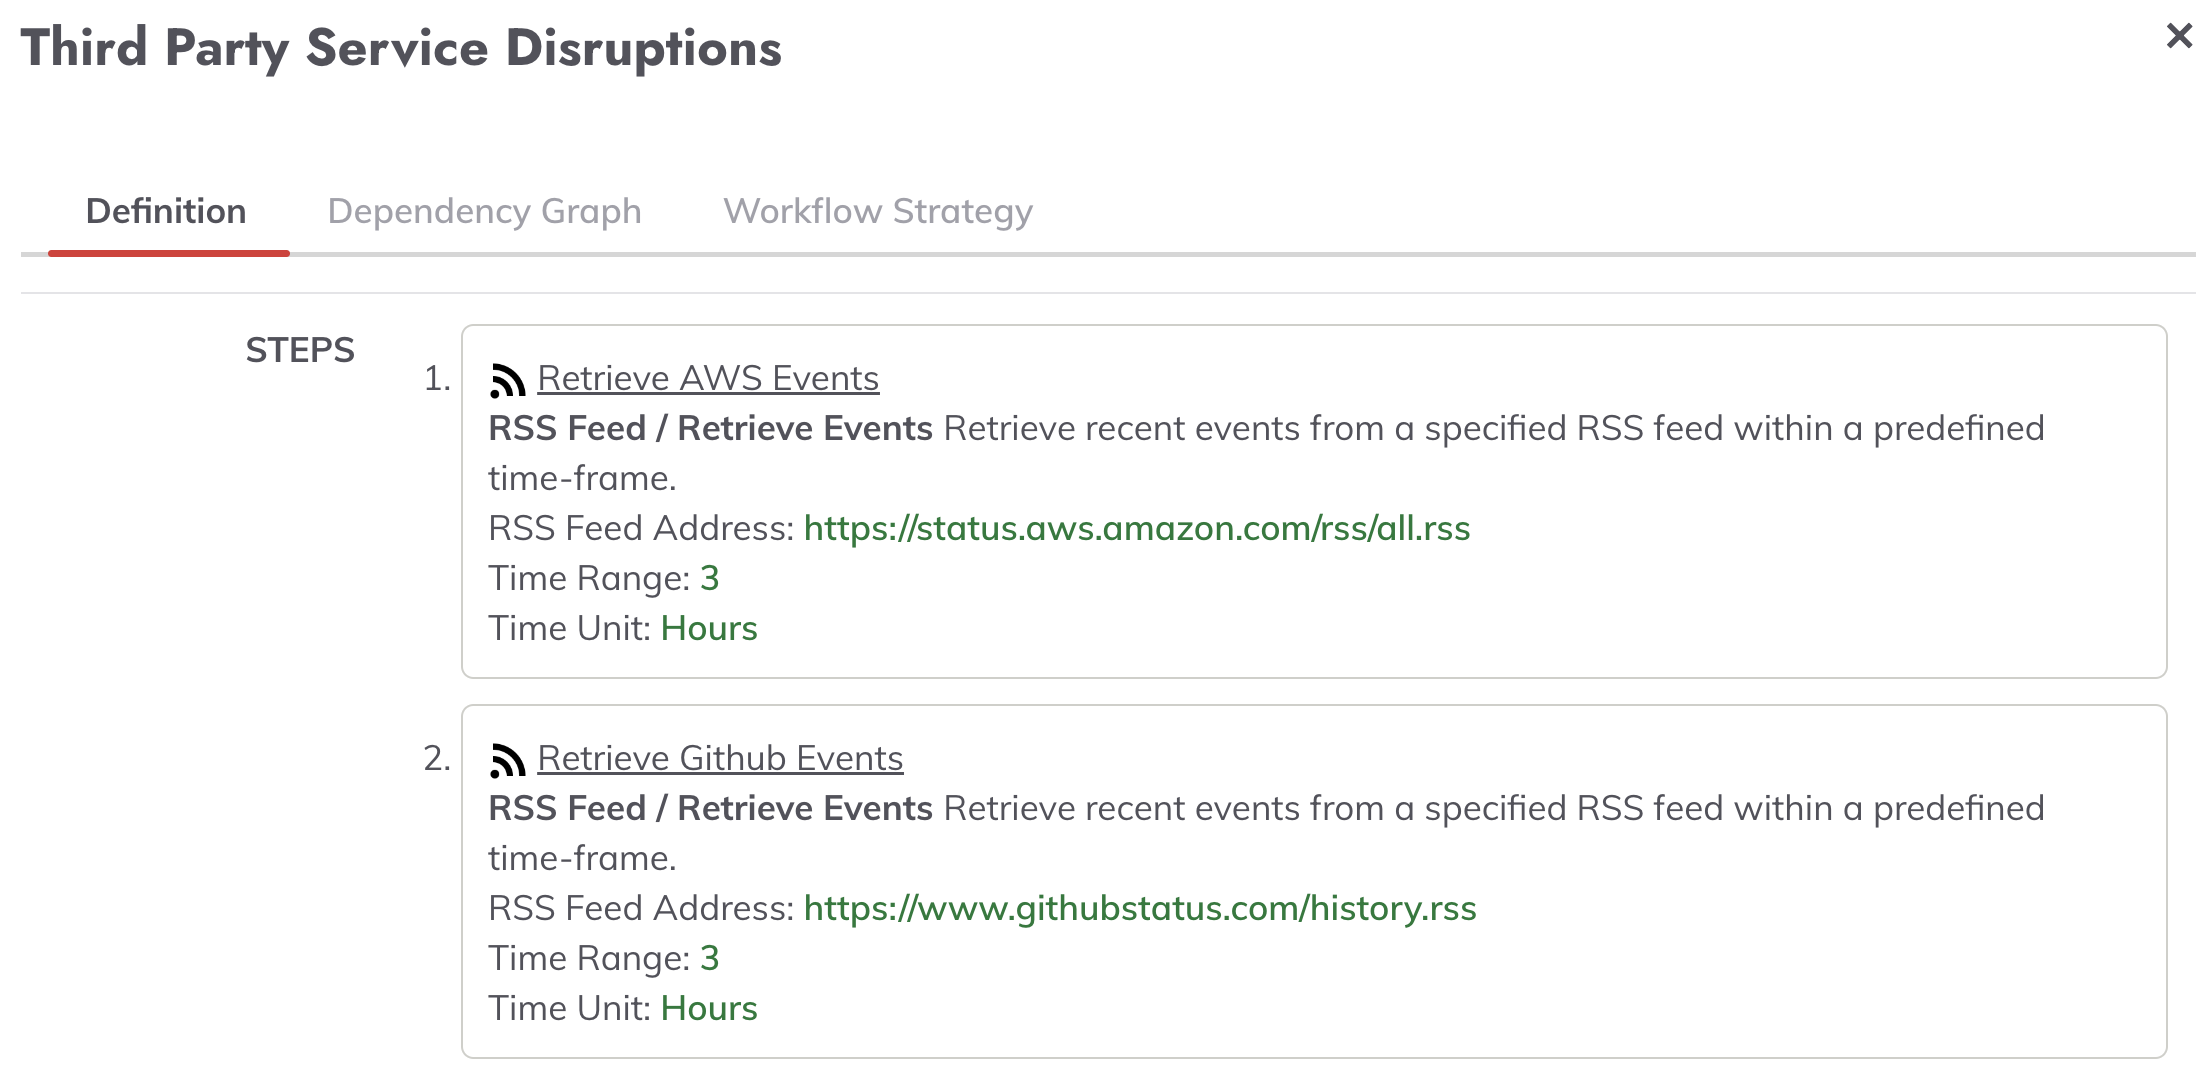 Third Party Service Disruptions
Definition Dependency Graph Workflow Strategy
STEPS
1. Retrieve AWS Events
RSS Feed / Retrieve Events Retrieve recent events from a specified RSS feed within a predefined
time-frame.
RSS Feed Address: https://status.aws.amazon.com/rss/all.rss
Time Range: 3
Time Unit: Hours
2. Retrieve Github Events
RSS Feed / Retrieve Events Retrieve recent events from a specified RSS feed within a predefined
time-frame.
RSS Feed Address: https://www.githubstatus.com/history.rss
Time Range: 3
Time Unit: Hours